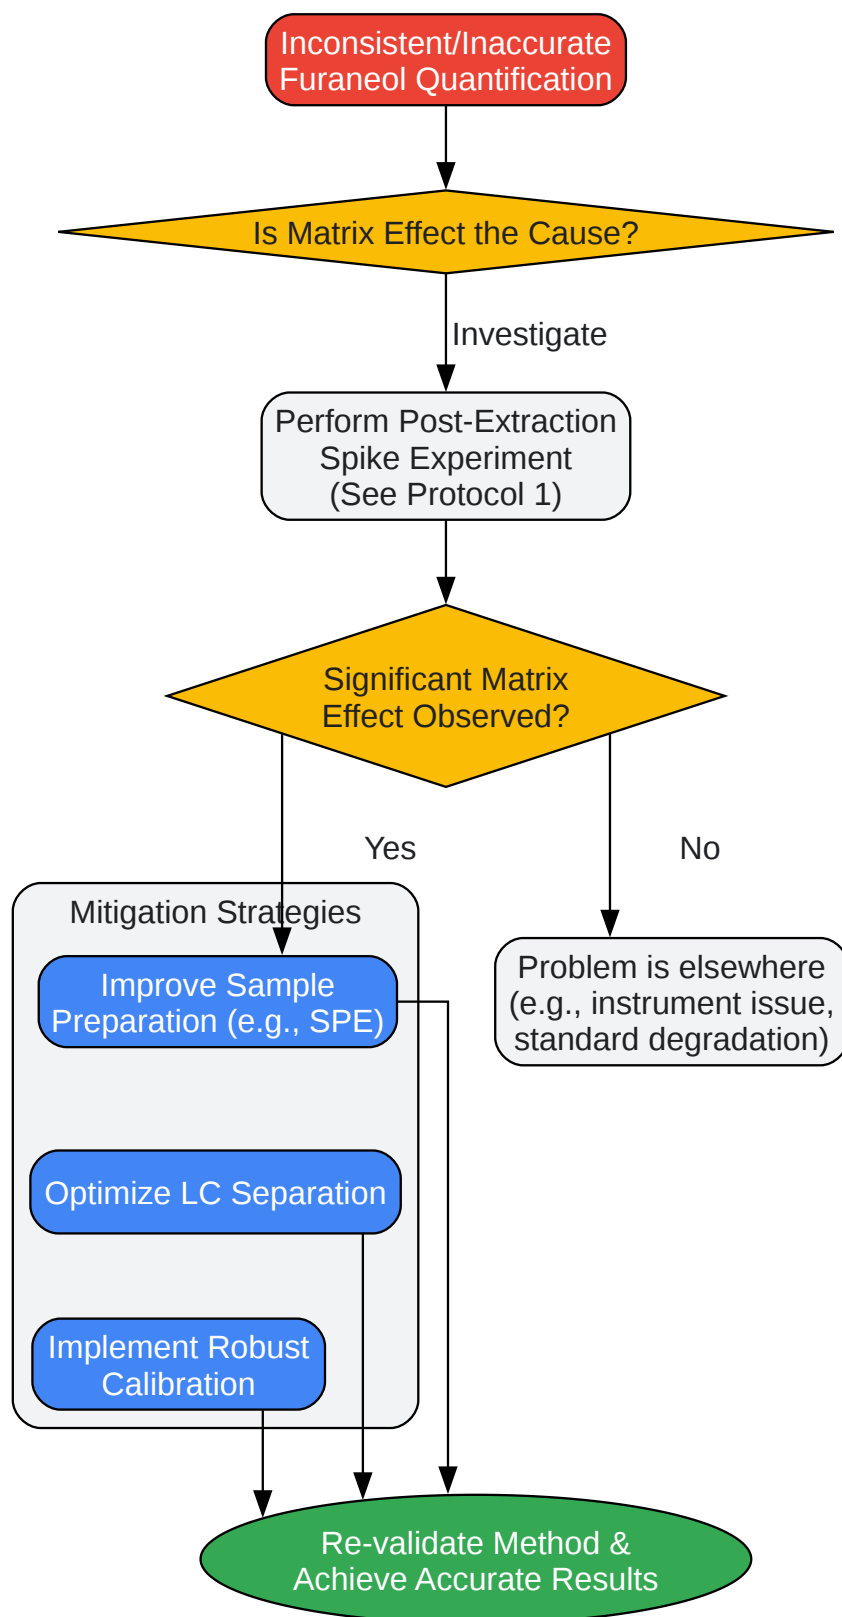 Inconsistent/Inaccurate
Furaneol Quantification
Is Matrix Effect the Cause?
Investigate
Perform Post-Extraction
Spike Experiment
(See Protocol 1)
Significant Matrix
Effect Observed?
Yes
No
Mitigation Strategies
Improve Sample
Preparation (e.g., SPE)
Problem is elsewhere
(e.g., instrument issue,
standard degradation)
Optimize LC Separation
Implement Robust
Calibration
Re-validate Method &
Achieve Accurate Results